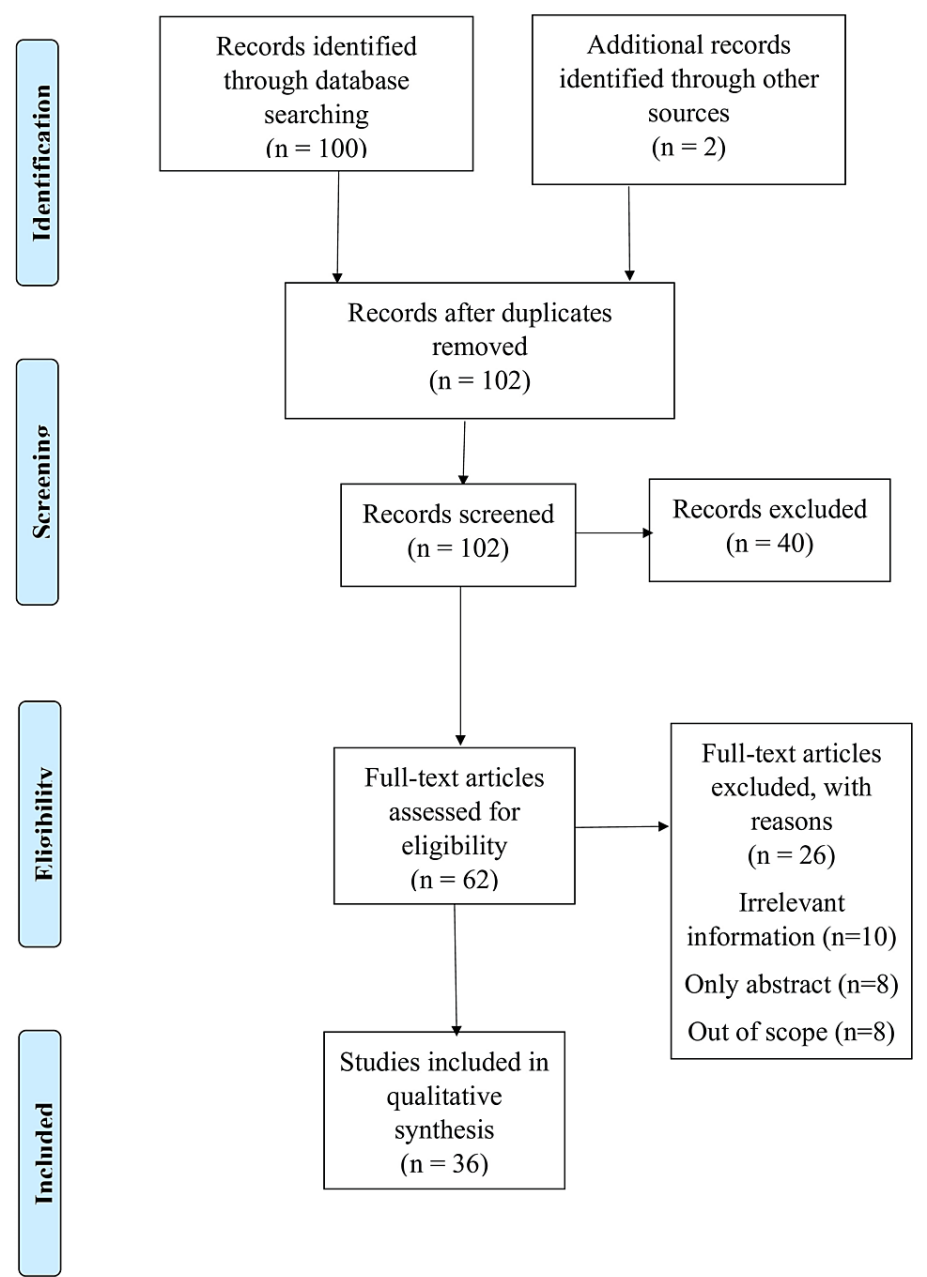 Identification
Records identified
through database
searching
(n = 100)
Additional records
identified through other
sources
(n = 2)
Records after duplicates
removed
(n = 102)
Screening
Records screened
(n = 102)
Records excluded
(n = 40)
Eligibility
Full-text articles
assessed for
eligibility
(n = 62)
Full-text articles
excluded, with
reasons
(n = 26)
Irrelevant
information (n=10)
Only abstract (n=8)
Out of scope (n=8)
Included
Studies included in
qualitative
synthesis
(n = 36)